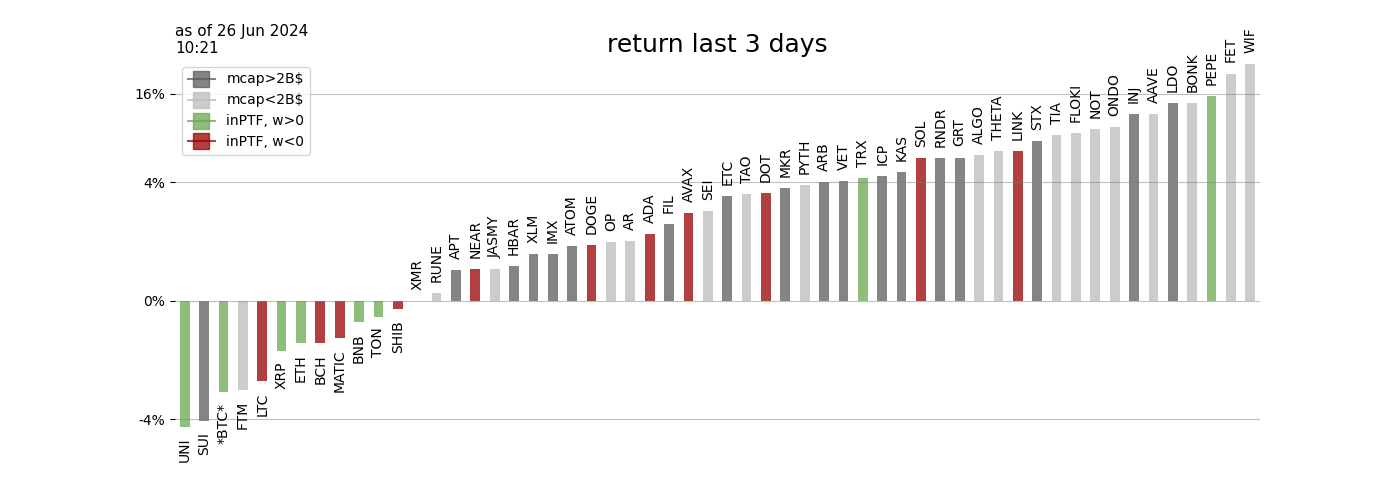 as of 26 Jun 2024
10:21
return last 3 days
mcap>2B$
mcap<2B$
inPTF, w>0
inPTF, w<0
16%
4%
0%
-4%
UNI
SUI
*BTC*
FTM
LTC
XRP
ETH
BCH
MATIC
BNB
TON
SHIB
XMR
RUNE
APT
NEAR
JASMY
HBAR
XLM
IMX
ATOM
DOGE
OP
AR
ADA
FIL
AVAX
SEI
ETC
TAO
DOT
MKR
PYTH
ARB
VET
TRX
ICP
KAS
SOL
RNDR
GRT
ALGO
THETA
LINK
STX
TIA
FLOKI
NOT
ONDO
INJ
AAVE
LDO
BONK
PEPE
FET
WIF